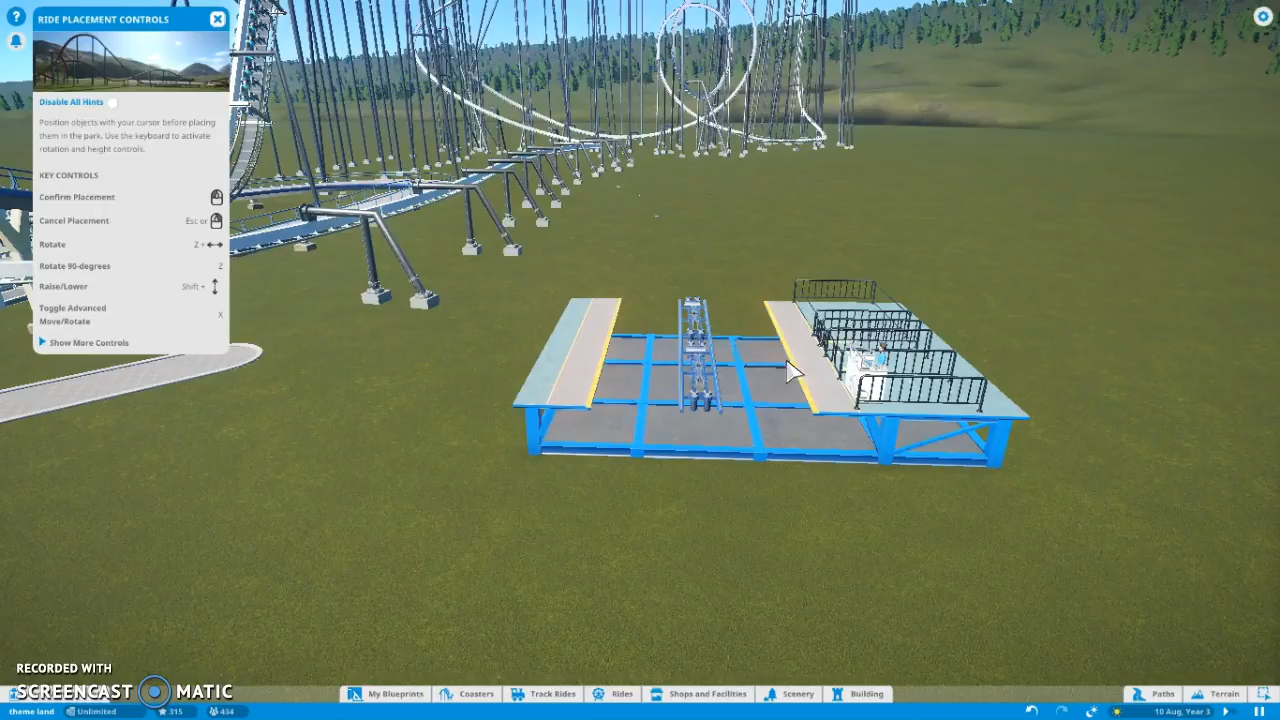 RIDE PLACEMENT CONTROLS
Disable All Hints
Position objects with your cursor before placing
them in the park. Use the keyboard to activate
rotation and height controls.
KEY CONTROLS
Confirm Placement
Cancel Placement Esc or
Rotate Z +
Rotate 90-degrees Z
Raise/Lower Shift +
Toggle Advanced
Move/Rotate X
Show More Controls
RECORDED WITH
SCREENCAST MATIC
My Blueprints Coasters Track Rides Rides Shops and Facilities Scenery Building Paths Terrain
theme land Unlimited 315 434 10 Aug, Year 3